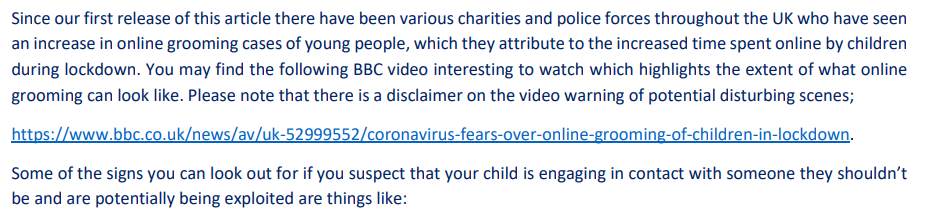 Since our first release of this article there have been various charities and police forces throughout the UK who have seen
an increase in online grooming cases of young people, which they attribute to the increased time spent online by children
during lockdown. You may find the following BBC video interesting to watch which highlights the extent of what online
grooming can look like. Please note that there is a disclaimer on the video warning of potential disturbing scenes;
https://www.bbc.co.uk/news/av/uk-52999552/coronavirus-fears-over-online-grooming-of-children-in-lockdown.
Some of the signs you can look out for if you suspect that your child is engaging in contact with someone they shouldn’t
be and are potentially being exploited are things like: